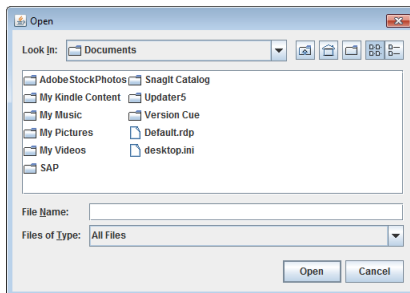 Open
Look In: Documents
AdobeStockPhotos SnagIt Catalog
My Kindle Content Updater5
My Music Version Cue
My Pictures Default.rdp
My Videos desktop.ini
SAP
File Name:
Files of Type: All Files
Open Cancel